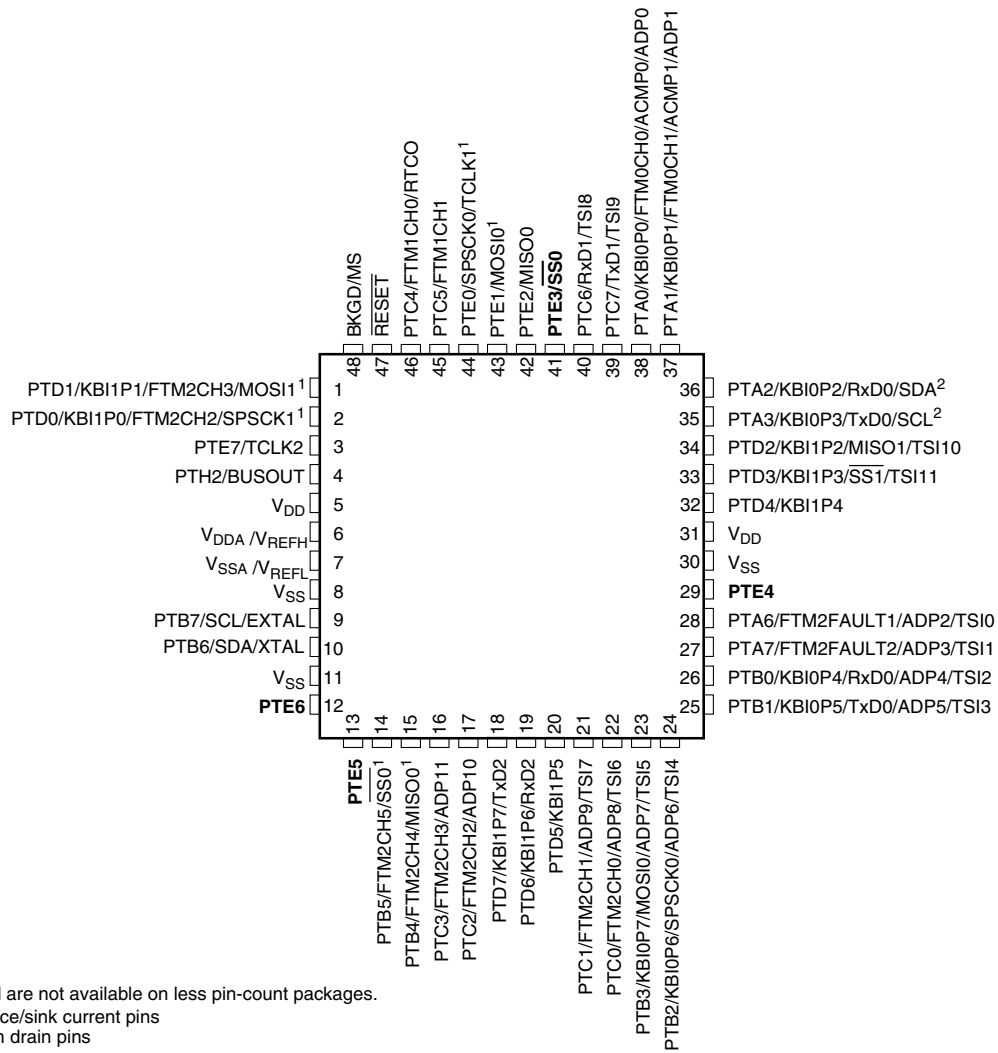 BKGD/MS
RESET
PTC4/FTM1CH0/RTCO
PTC5/FTM1CH1
PTE0/SPSCK0/TCLK1¹
PTE1/MOSI0¹
PTE2/MISO0
PTE3/SS0
PTC6/RxD1/TSI8
PTC7/TxD1/TSI9
PTA0/KBI0P0/FTM0CH0/ACMP0/ADP0
PTA1/KBI0P1/FTM0CH1/ACMP1/ADP1
48
47
46
45
44
43
42
41
40
39
38
37
PTD1/KBI1P1/FTM2CH3/MOSI1¹ 1
PTD0/KBI1P0/FTM2CH2/SPSCK1¹ 2
PTE7/TCLK2 3
PTH2/BUSOUT 4
VDD 5
VDDA /VREFH 6
VSSA /VREFL 7
VSS 8
PTB7/SCL/EXTAL 9
PTB6/SDA/XTAL 10
VSS 11
PTE6 12
36 PTA2/KBI0P2/RxD0/SDA²
35 PTA3/KBI0P3/TxD0/SCL²
34 PTD2/KBI1P2/MISO1/TSI10
33 PTD3/KBI1P3/SS1/TSI11
32 PTD4/KBI1P4
31 VDD
30 VSS
29 PTE4
28 PTA6/FTM2FAULT1/ADP2/TSI0
27 PTA7/FTM2FAULT2/ADP3/TSI1
26 PTB0/KBI0P4/RxD0/ADP4/TSI2
25 PTB1/KBI0P5/TxD0/ADP5/TSI3
13
14
15
16
17
18
19
20
21
22
23
24
PTE5
PTB5/FTM2CH5/SS0¹
PTB4/FTM2CH4/MISO0¹
PTC3/FTM2CH3/ADP11
PTC2/FTM2CH2/ADP10
PTD7/KBI1P7/TxD2
PTD6/KBI1P6/RxD2
PTD5/KBI1P5
PTC1/FTM2CH1/ADP9/TSI7
PTC0/FTM2CH0/ADP8/TSI6
PTB3/KBI0P7/MOSI0/ADP7/TSI5
PTB2/KBI0P6/SPSCK0/ADP6/TSI4
are not available on less pin-count packages.
ce/sink current pins
drain pins